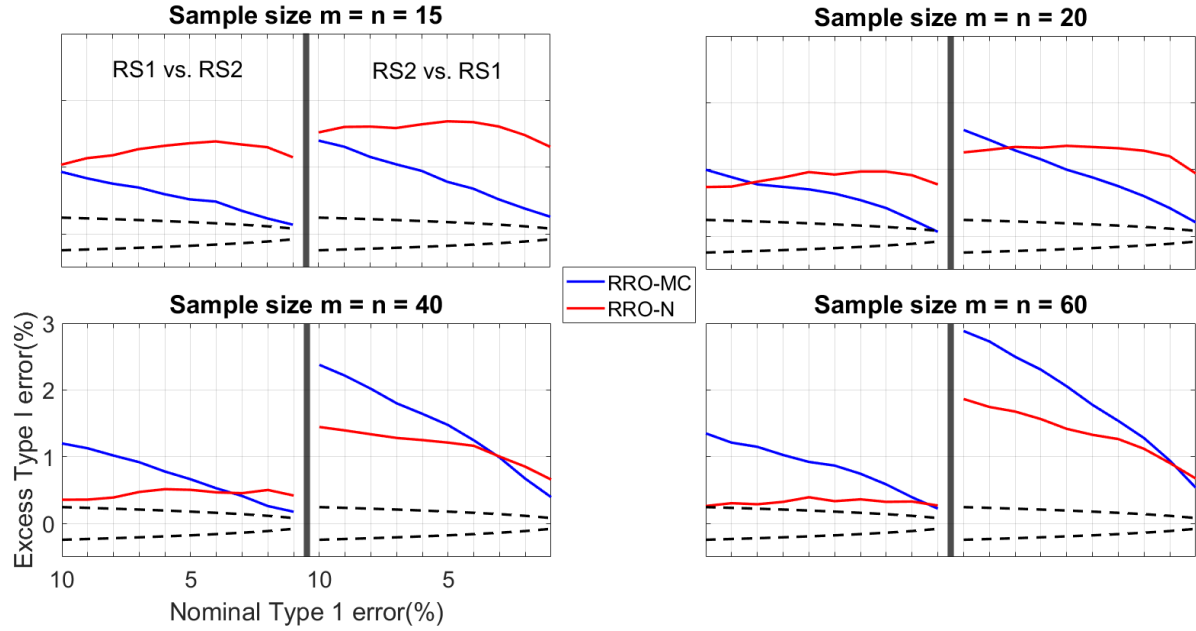 Sample size m = n = 15
Sample size m = n = 20
RS1 vs. RS2
RS2 vs. RS1
RRO-MC
RRO-N
Sample size m = n = 40
Sample size m = n = 60
Excess Type I error(%)
3
2
1
0
10
5
10
5
Nominal Type 1 error(%)